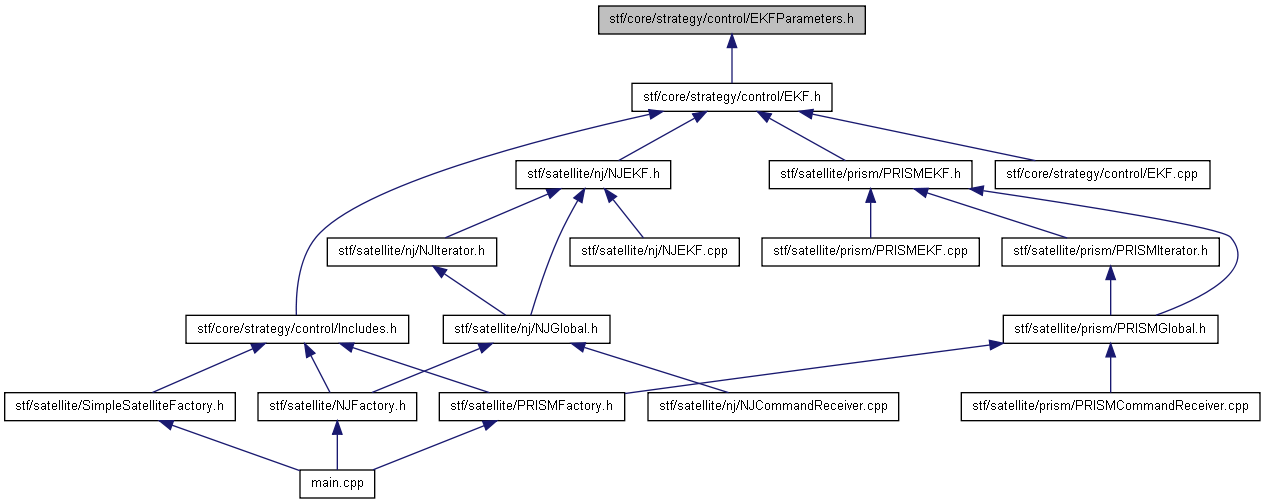 stf/core/strategy/control/EKFParameters.h
stf/core/strategy/control/EKF.h
stf/satellite/nj/NJEKF.h
stf/satellite/prism/PRISMEKF.h
stf/core/strategy/control/EKF.cpp
stf/satellite/nj/NJIterator.h
stf/satellite/nj/NJEKF.cpp
stf/satellite/prism/PRISMEKF.cpp
stf/satellite/prism/PRISMIterator.h
stf/core/strategy/control/Includes.h
stf/satellite/nj/NJGlobal.h
stf/satellite/prism/PRISMGlobal.h
stf/satellite/SimpleSatelliteFactory.h
stf/satellite/NJFactory.h
stf/satellite/PRISMFactory.h
stf/satellite/nj/NJCommandReceiver.cpp
stf/satellite/prism/PRISMCommandReceiver.cpp
main.cpp